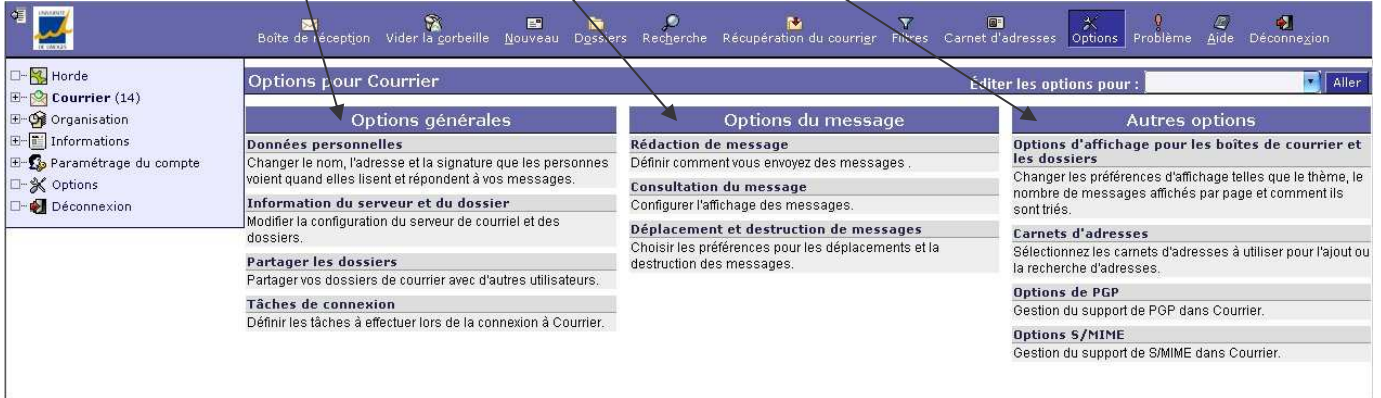 UNIVERSITÉ
DE LIMOGES
Boîte de réception Vider la corbeille Nouveau Dossiers Recherche Récupération du courrier Filtres Carnet d'adresses Options Problème Aide Déconnexion
Horde
Courrier (14)
Organisation
Informations
Paramétrage du compte
Options
Déconnexion
Options pour Courrier
Éditer les options pour : Aller
Options générales
Données personnelles
Changer le nom, l'adresse et la signature que les personnes
voient quand elles lisent et répondent à vos messages.
Information du serveur et du dossier
Modifier la configuration du serveur de courriel et des
dossiers.
Partager les dossiers
Partager vos dossiers de courrier avec d'autres utilisateurs.
Tâches de connexion
Définir les tâches à effectuer lors de la connexion à Courrier.
Options du message
Rédaction de message
Définir comment vous envoyez des messages .
Consultation du message
Configurer l'affichage des messages.
Déplacement et destruction de messages
Choisir les préférences pour les déplacements et la
destruction des messages.
Autres options
Options d'affichage pour les boîtes de courrier et
les dossiers
Changer les préférences d'affichage telles que le thème, le
nombre de messages affichés par page et comment ils
sont triés.
Carnets d'adresses
Sélectionnez les carnets d'adresses à utiliser pour l'ajout ou
la recherche d'adresses.
Options de PGP
Gestion du support de PGP dans Courrier.
Options S/MIME
Gestion du support de S/MIME dans Courrier.